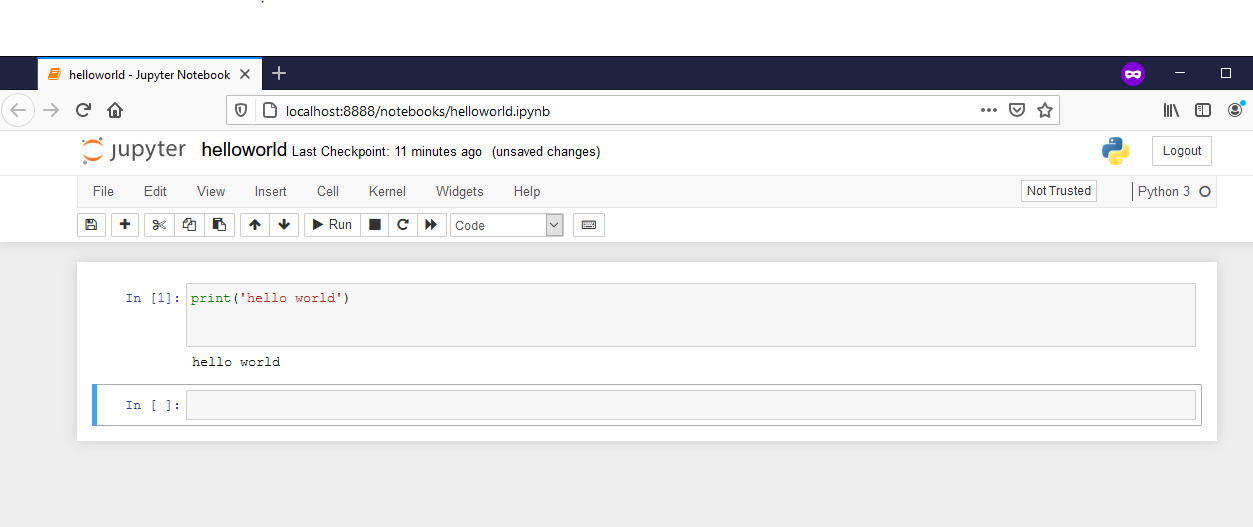 helloworld - Jupyter Notebook
localhost:8888/notebooks/helloworld.ipynb
jupyter helloworld Last Checkpoint: 11 minutes ago (unsaved changes) Logout
File Edit View Insert Cell Kernel Widgets Help Not Trusted Python 3
Run Code
In [1]: print('hello world')
hello world
In [ ]: